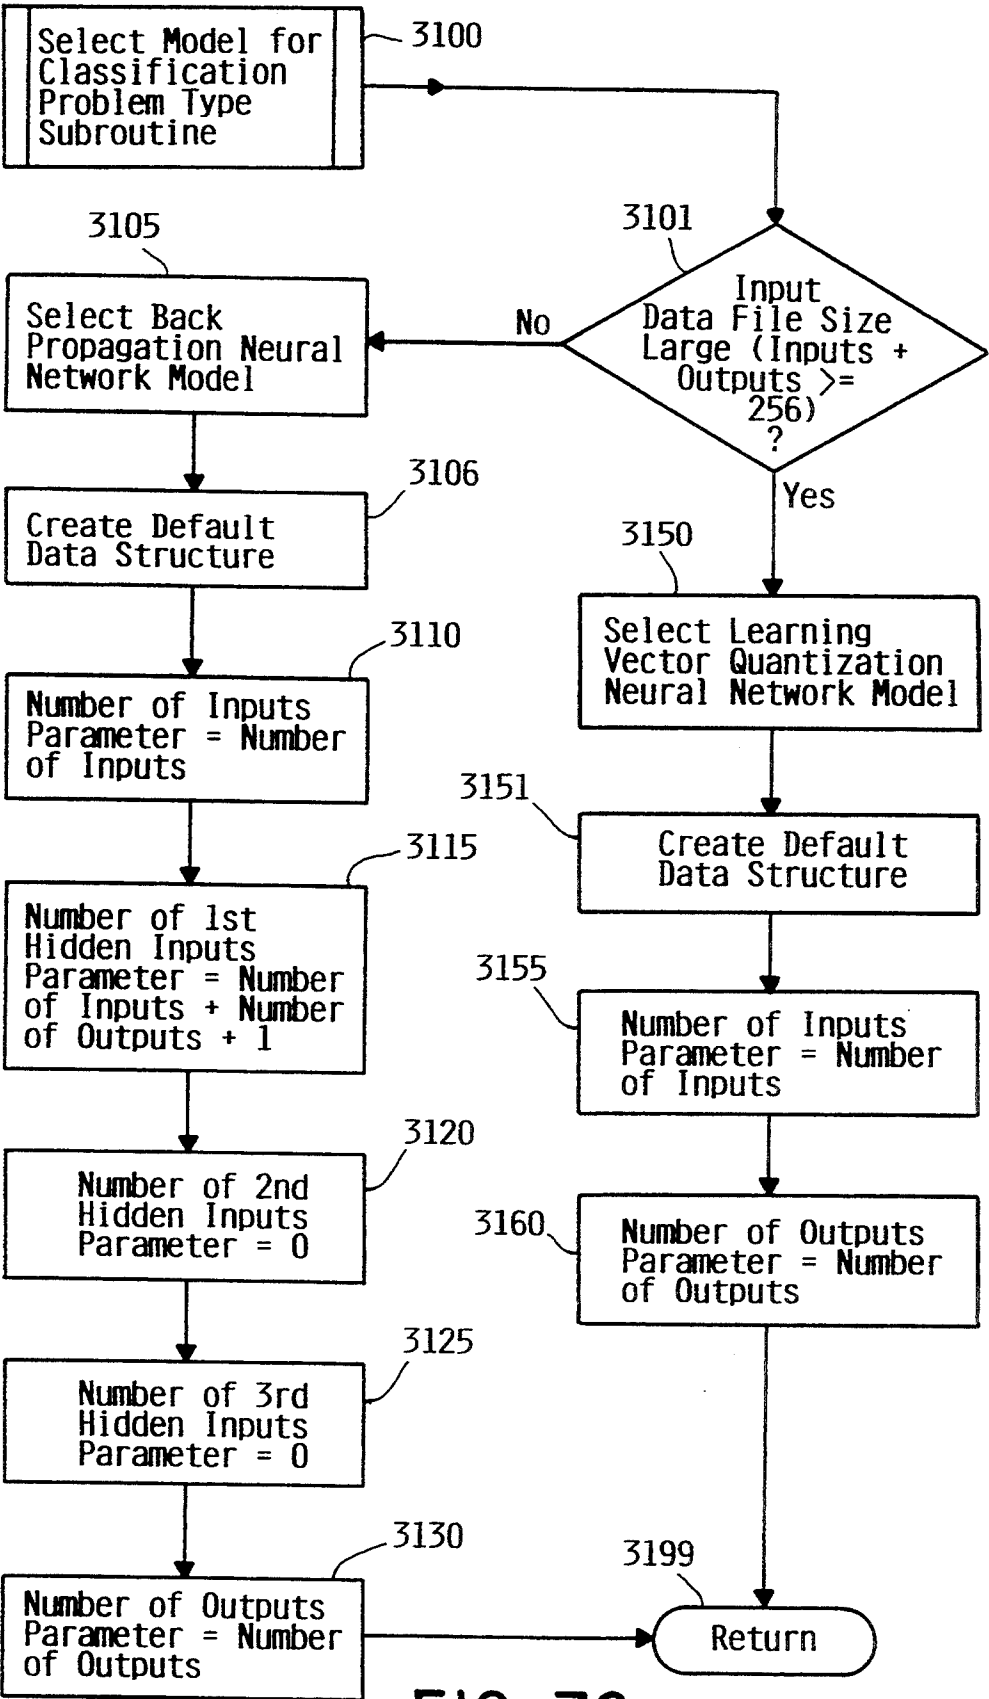 Select Model for
Classification
Problem Type
Subroutine
3100
3101
Input
Data File Size
Large (Inputs +
Outputs >=
256)
?
No
Yes
3105
Select Back
Propagation Neural
Network Model
3106
Create Default
Data Structure
3110
Number of Inputs
Parameter = Number
of Inputs
3115
Number of 1st
Hidden Inputs
Parameter = Number
of Inputs + Number
of Outputs + 1
3120
Number of 2nd
Hidden Inputs
Parameter = 0
3125
Number of 3rd
Hidden Inputs
Parameter = 0
3130
Number of Outputs
Parameter = Number
of Outputs
3150
Select Learning
Vector Quantization
Neural Network Model
3151
Create Default
Data Structure
3155
Number of Inputs
Parameter = Number
of Inputs
3160
Number of Outputs
Parameter = Number
of Outputs
3199
Return